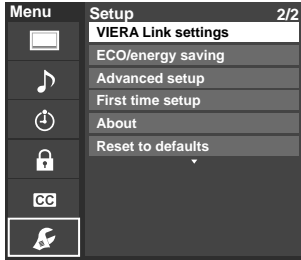 Menu
Setup 2/2
VIERA Link settings
ECO/energy saving
Advanced setup
First time setup
About
Reset to defaults
CC